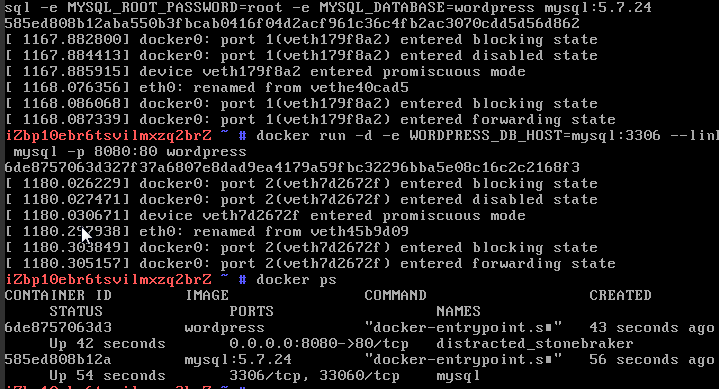 sql -e MYSQL_ROOT_PASSWORD=root -e MYSQL_DATABASE=wordpress mysql:5.7.24
585ed808b12aba550b3fbcab0416f04d2acf961c36c4fb2ac3070cdd5d56d862
[ 1167.882800] docker0: port 1(veth179f8a2) entered blocking state
[ 1167.884413] docker0: port 1(veth179f8a2) entered disabled state
[ 1167.885915] device veth179f8a2 entered promiscuous mode
[ 1168.076356] eth0: renamed from vethe40cad5
[ 1168.086068] docker0: port 1(veth179f8a2) entered blocking state
[ 1168.087339] docker0: port 1(veth179f8a2) entered forwarding state
iZbp10ebr6tsvilmxzq2brZ ~ # docker run -d -e WORDPRESS_DB_HOST=mysql:3306 --link
mysql -p 8080:80 wordpress
6de8757063d327f37a6807e8dad9ea4179a59fbc32296bba5e08c16c2c2168f3
[ 1180.026229] docker0: port 2(veth7d2672f) entered blocking state
[ 1180.027471] docker0: port 2(veth7d2672f) entered disabled state
[ 1180.030671] device veth7d2672f entered promiscuous mode
[ 1180.297938] eth0: renamed from veth45b9d09
[ 1180.303849] docker0: port 2(veth7d2672f) entered blocking state
[ 1180.305157] docker0: port 2(veth7d2672f) entered forwarding state
iZbp10ebr6tsvilmxzq2brZ ~ # docker ps
CONTAINER ID IMAGE COMMAND CREATED
STATUS PORTS NAMES
6de8757063d3 wordpress "docker-entrypoint.s■" 43 seconds ago
Up 42 seconds 0.0.0.0:8080->80/tcp distracted_stonebraker
585ed808b12a mysql:5.7.24 "docker-entrypoint.s■" 56 seconds ago
Up 54 seconds 3306/tcp, 33060/tcp mysql